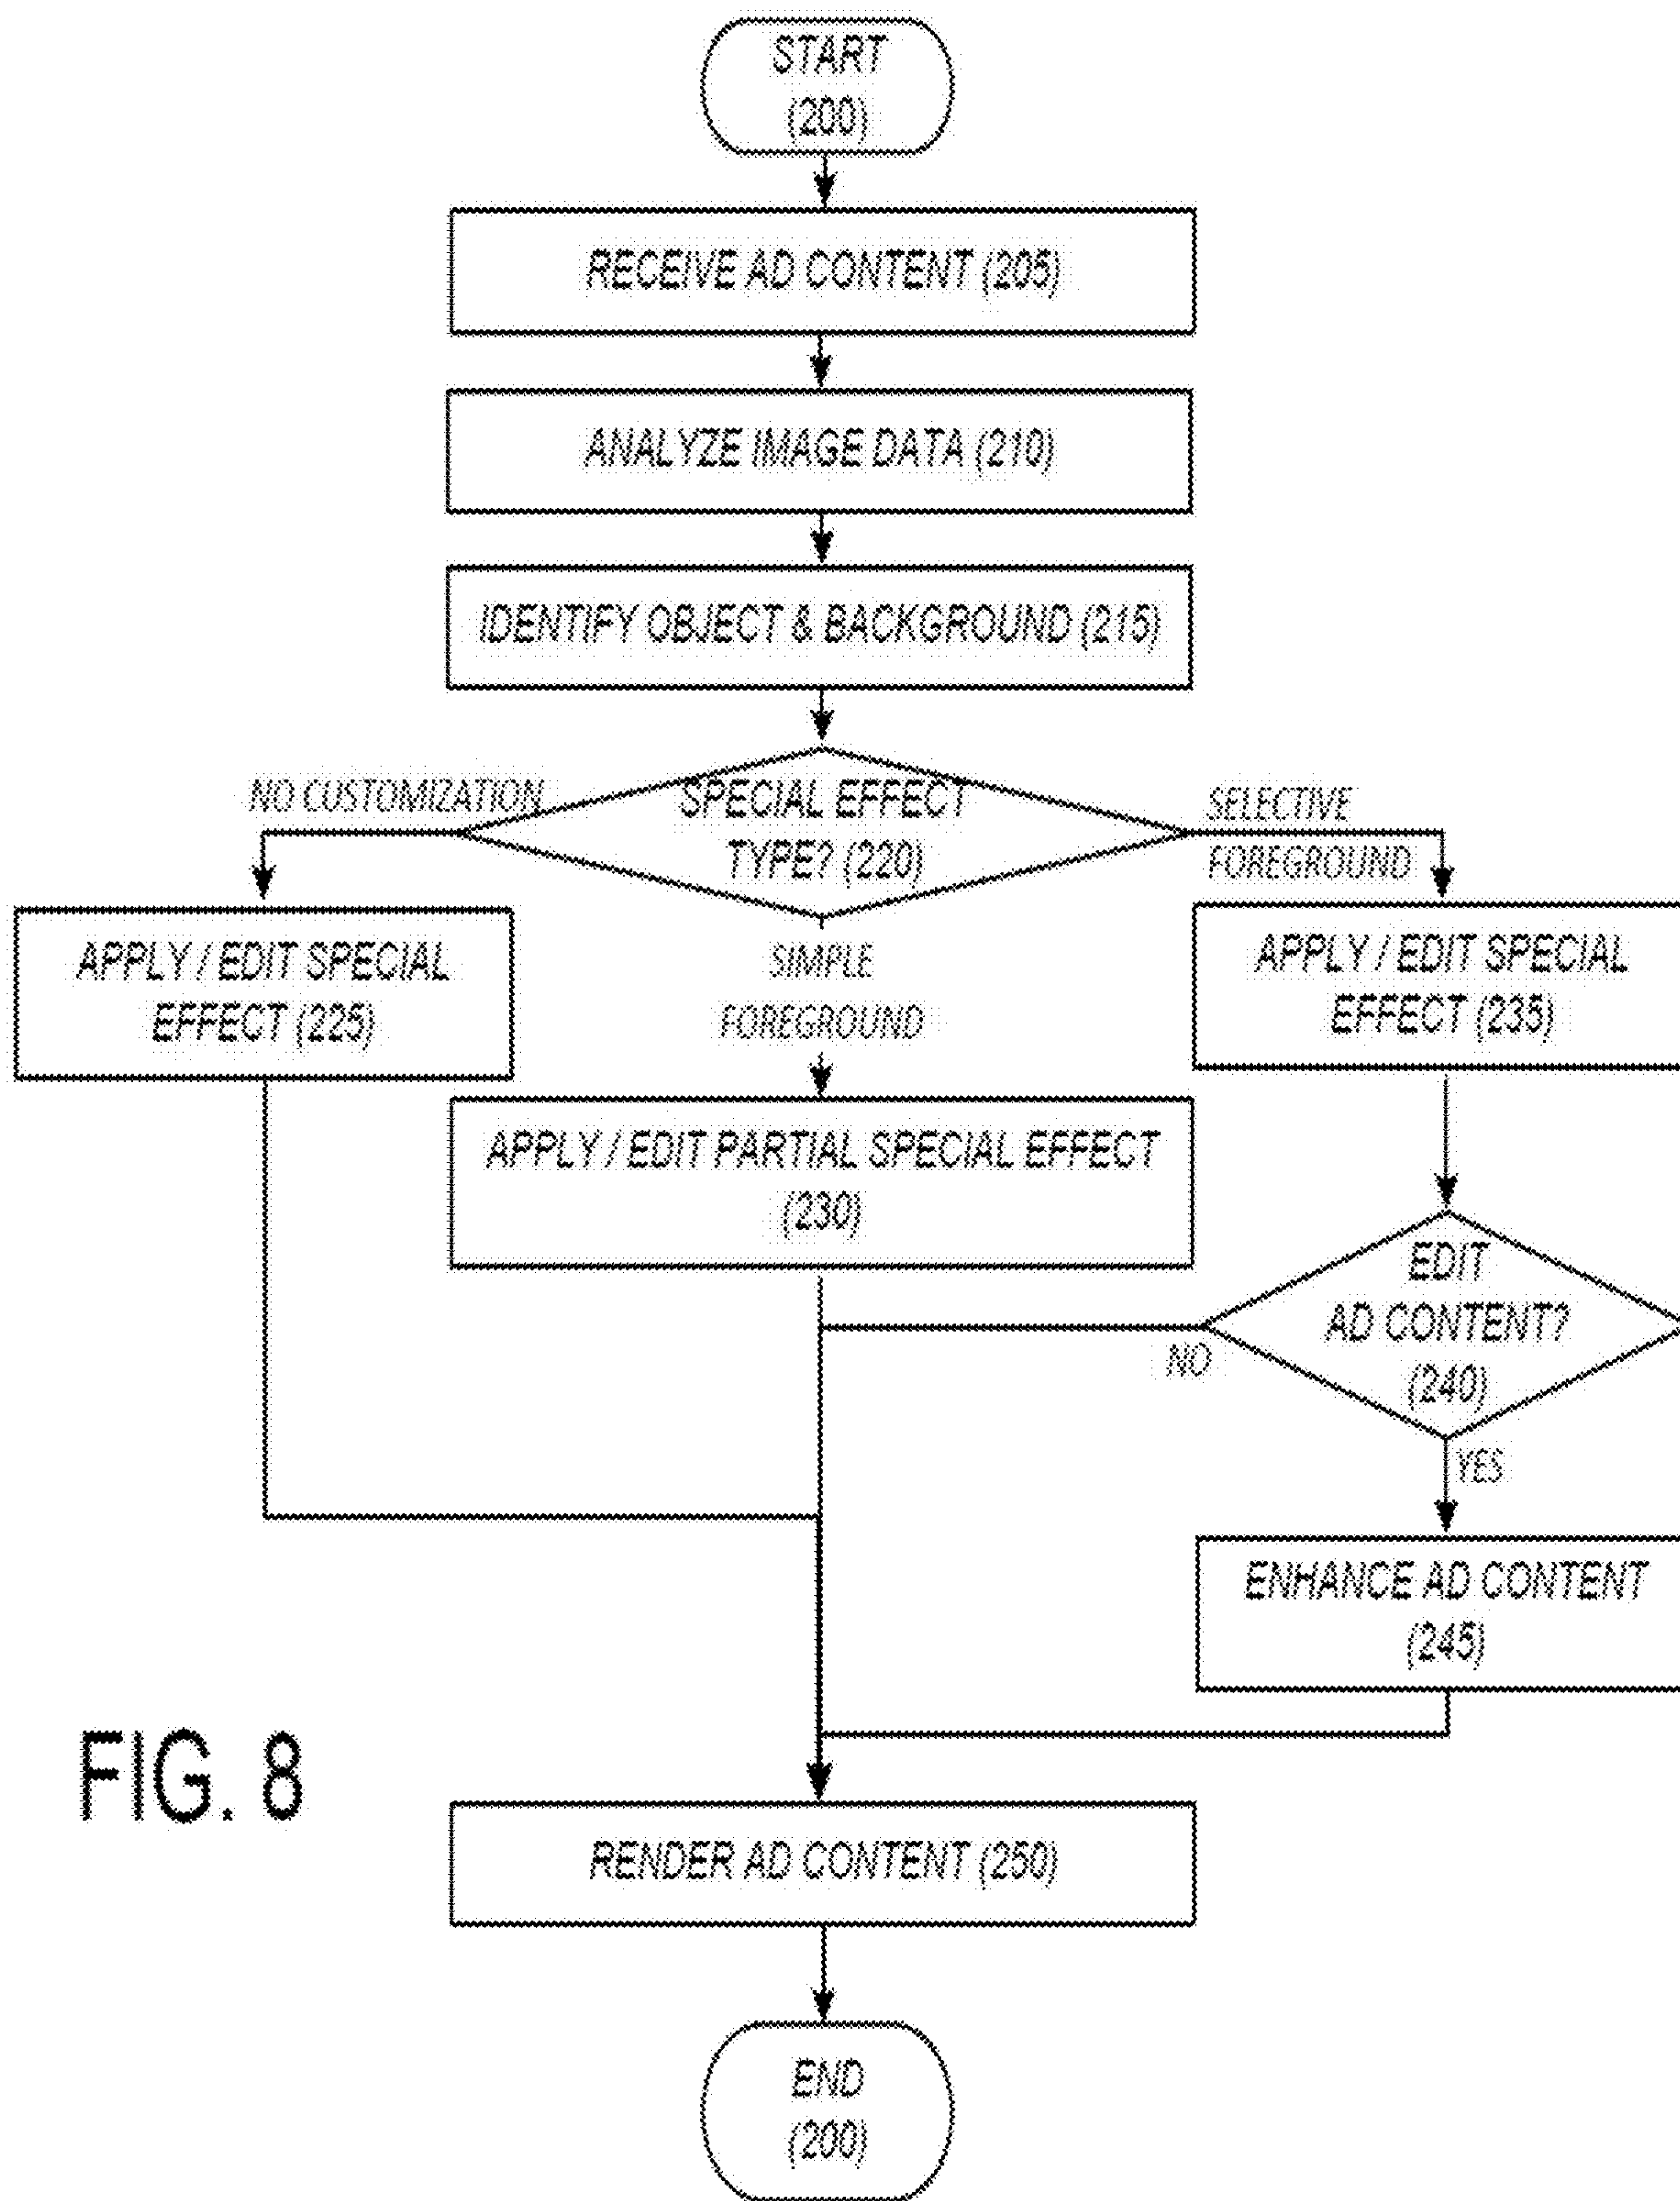 START
(200)
RECEIVE AD CONTENT (205)
ANALYZE IMAGE DATA (210)
IDENTIFY OBJECT & BACKGROUND (215)
NO CUSTOMIZATION
SPECIAL EFFECT
TYPE? (220)
SELECTIVE
FOREGROUND
APPLY / EDIT SPECIAL
EFFECT (225)
SIMPLE
FOREGROUND
APPLY / EDIT SPECIAL
EFFECT (235)
APPLY / EDIT PARTIAL SPECIAL EFFECT
(230)
EDIT
AD CONTENT?
(240)
NO
YES
ENHANCE AD CONTENT
(245)
FIG. 8
RENDER AD CONTENT (250)
END
(200)